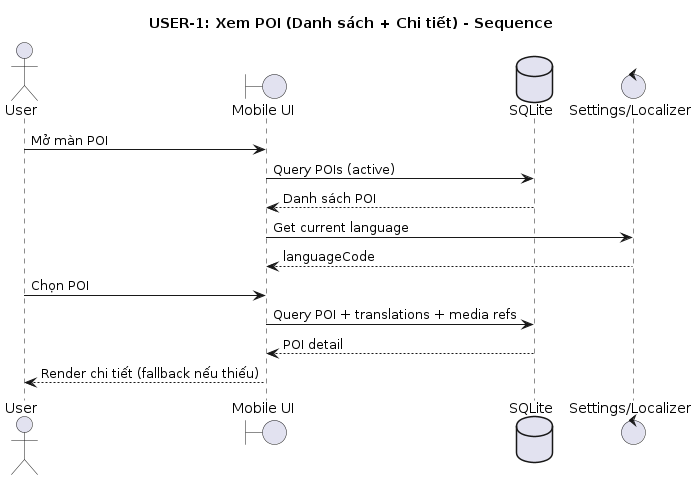 USER-1: Xem POI (Danh sách + Chi tiết) - Sequence
User
Mobile UI
SQLite
Settings/Localizer
Mở màn POI
Query POIs (active)
Danh sách POI
Get current language
languageCode
Chọn POI
Query POI + translations + media refs
POI detail
Render chi tiết (fallback nếu thiếu)
User
Mobile UI
SQLite
Settings/Localizer